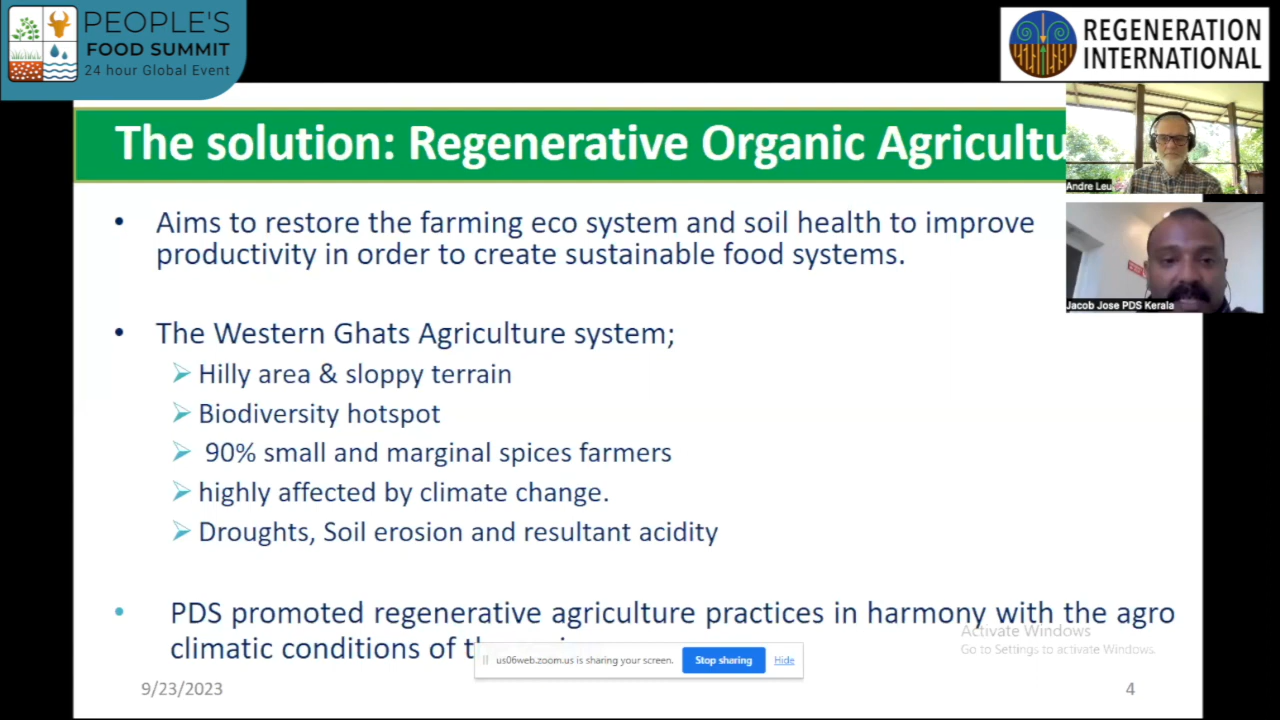 PEOPLE'S
FOOD SUMMIT
24 hour Global Event
REGENERATION
INTERNATIONAL
The solution: Regenerative Organic Agricultu
Andre Leu
Jacob Jose PDS Kerala
• Aims to restore the farming eco system and soil health to improve
productivity in order to create sustainable food systems.
• The Western Ghats Agriculture system;
➢ Hilly area & sloppy terrain
➢ Biodiversity hotspot
➢ 90% small and marginal spices farmers
➢ highly affected by climate change.
➢ Droughts, Soil erosion and resultant acidity
• PDS promoted regenerative agriculture practices in harmony with the agro
climatic conditions of
Activate Windows
Go to Settings to activate Windows.
us06web.zoom.us is sharing your screen. Stop sharing Hide
9/23/2023 4